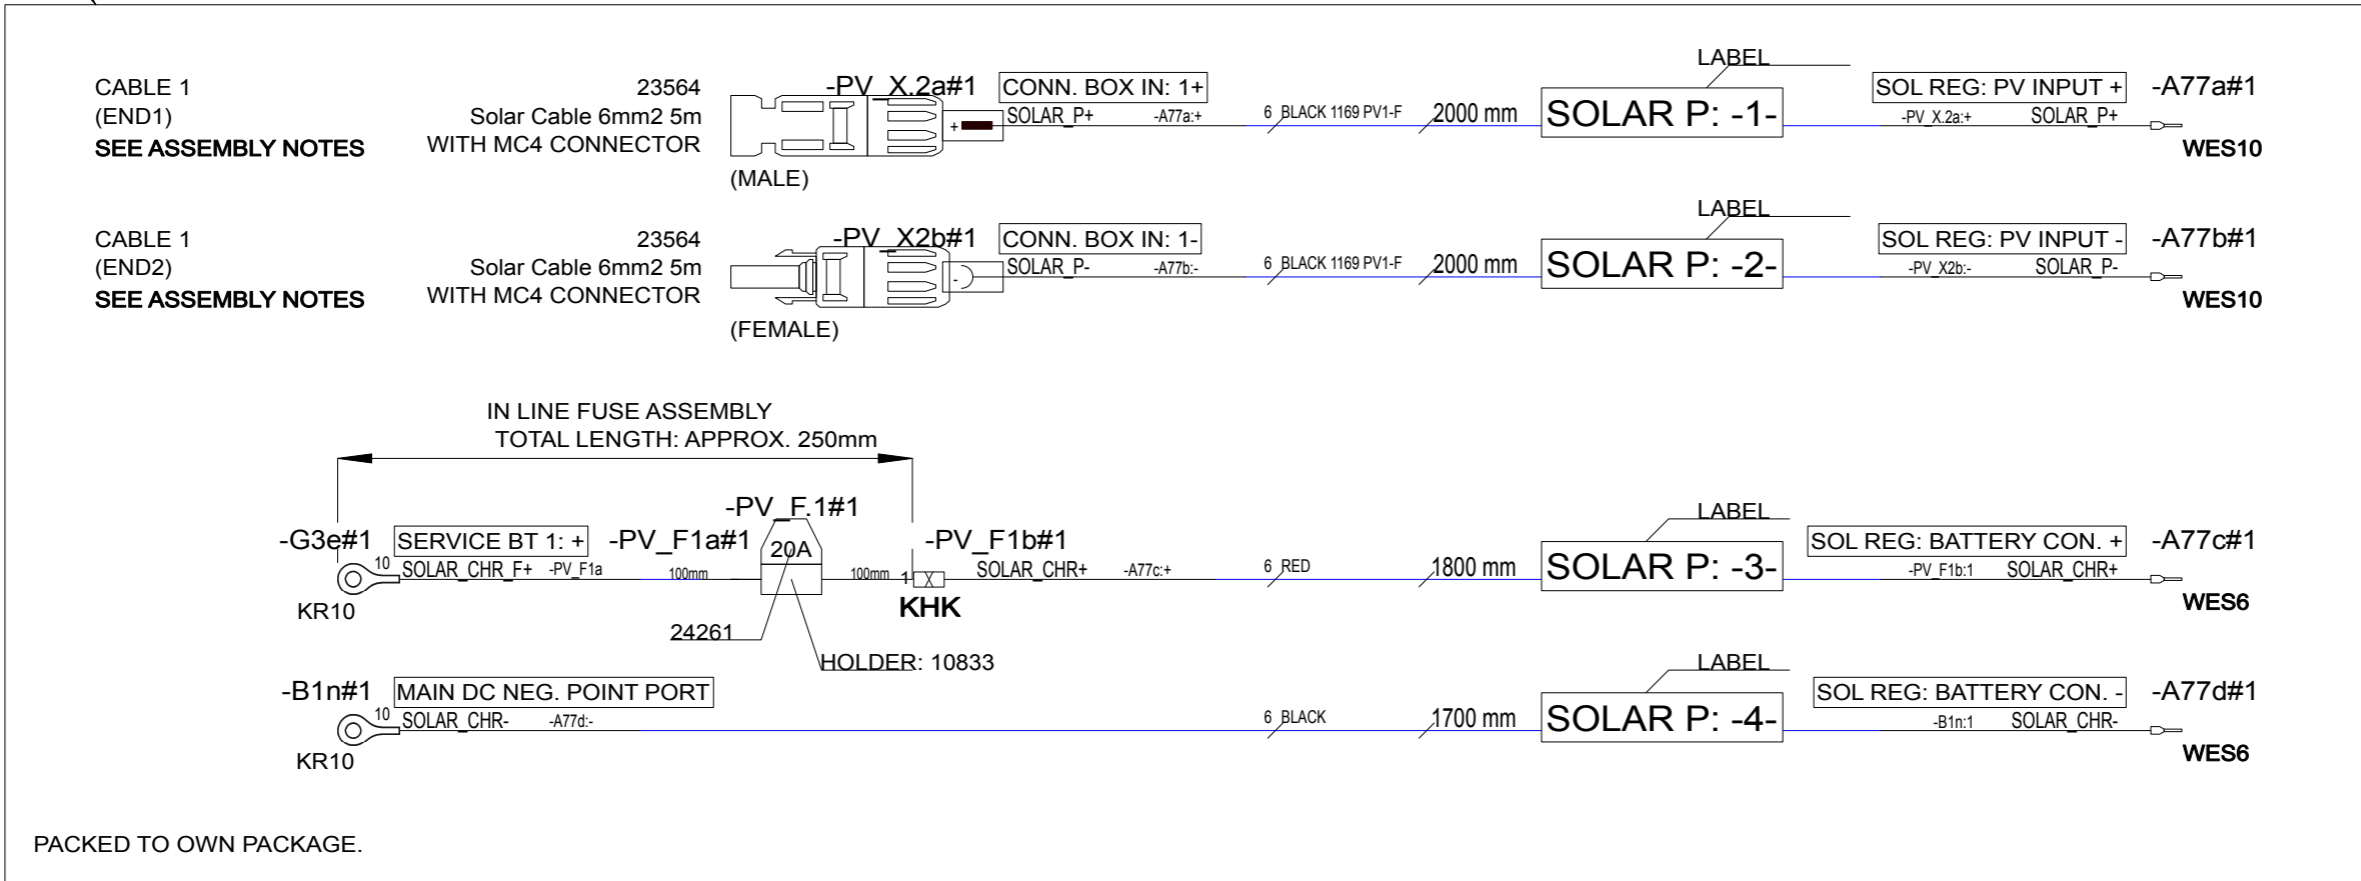 LABEL
CABLE 1 23564 -PV_X.2a#1 CONN. BOX IN: 1+ SOL REG: PV INPUT + -A77a#1
(END1) Solar Cable 6mm2 5m + SOLAR_P+ -A77a:+ 6 BLACK 1169 PV1-F 2000 mm SOLAR P: -1- -PV_X.2a:+ SOLAR_P+
SEE ASSEMBLY NOTES WITH MC4 CONNECTOR WES10
(MALE)
LABEL
CABLE 1 23564 -PV_X2b#1 CONN. BOX IN: 1- SOL REG: PV INPUT - -A77b#1
(END2) Solar Cable 6mm2 5m - SOLAR_P- -A77b:- 6 BLACK 1169 PV1-F 2000 mm SOLAR P: -2- -PV_X2b:- SOLAR_P-
SEE ASSEMBLY NOTES WITH MC4 CONNECTOR WES10
(FEMALE)
IN LINE FUSE ASSEMBLY
TOTAL LENGTH: APPROX. 250mm
-PV_F.1#1 LABEL
-G3e#1 SERVICE BT 1: + -PV_F1a#1 20A -PV_F1b#1 SOL REG: BATTERY CON. + -A77c#1
10 SOLAR_CHR_F+ -PV_F1a 100mm 100mm 1 X SOLAR_CHR+ -A77c:+ 6 RED 1800 mm SOLAR P: -3- -PV_F1b:1 SOLAR_CHR+
KR10 KHK WES6
24261
HOLDER: 10833 LABEL
-B1n#1 MAIN DC NEG. POINT PORT SOL REG: BATTERY CON. - -A77d#1
10 SOLAR_CHR- -A77d:- 6 BLACK 1700 mm SOLAR P: -4- -B1n:1 SOLAR_CHR-
KR10 WES6
PACKED TO OWN PACKAGE.